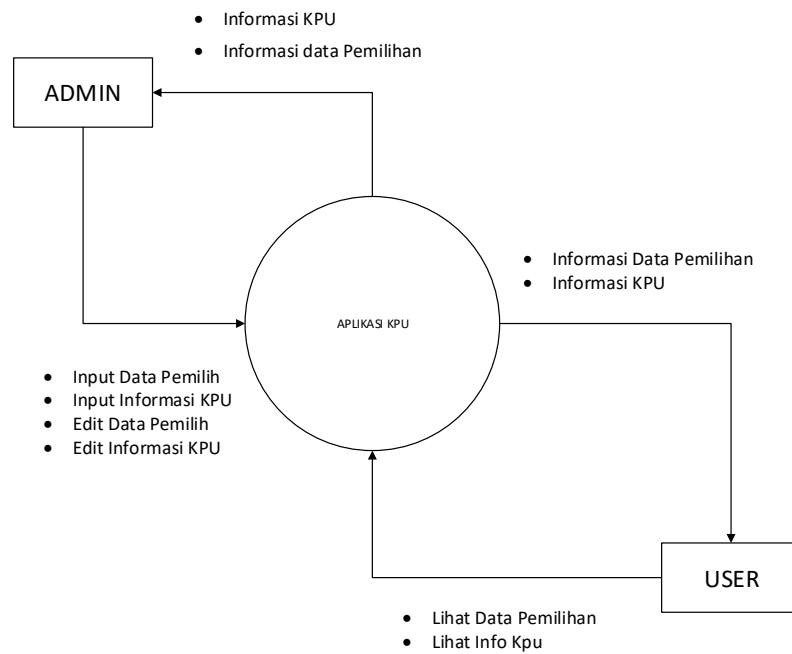 • Informasi KPU
• Informasi data Pemilihan
ADMIN
• Informasi Data Pemilihan
• Informasi KPU
APLIKASI KPU
• Input Data Pemilih
• Input Informasi KPU
• Edit Data Pemilih
• Edit Informasi KPU
USER
• Lihat Data Pemilihan
• Lihat Info Kpu